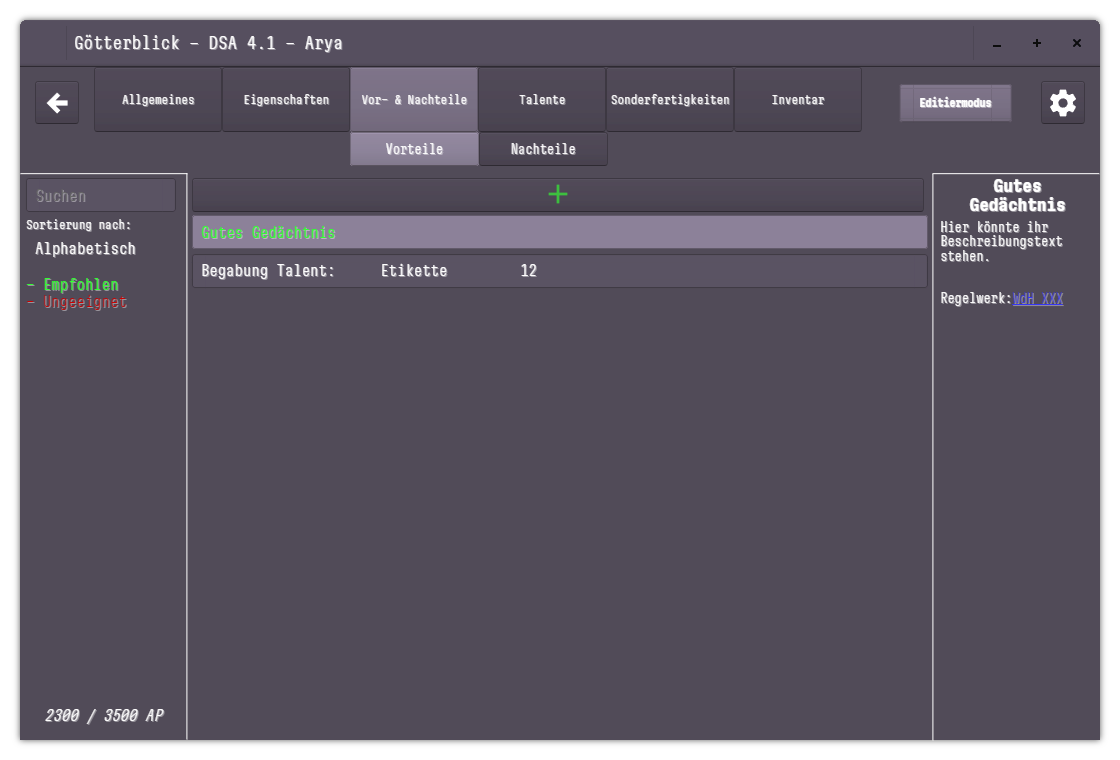 Götterblick - DSA 4.1 - Arya
Allgemeines
Eigenschaften
Vor- & Nachteile
Talente
Sonderfertigkeiten
Inventar
Editiermodus
Vorteile
Nachteile
Suchen
Sortierung nach:
Alphabetisch
- Empfohlen
- Ungeeignet
2300 / 3500 AP
Gutes Gedächtnis
Begabung Talent: Etikette 12
Gutes
Gedächtnis
Hier könnte ihr
Beschreibungstext
stehen.
Regelwerk: WdH XXX